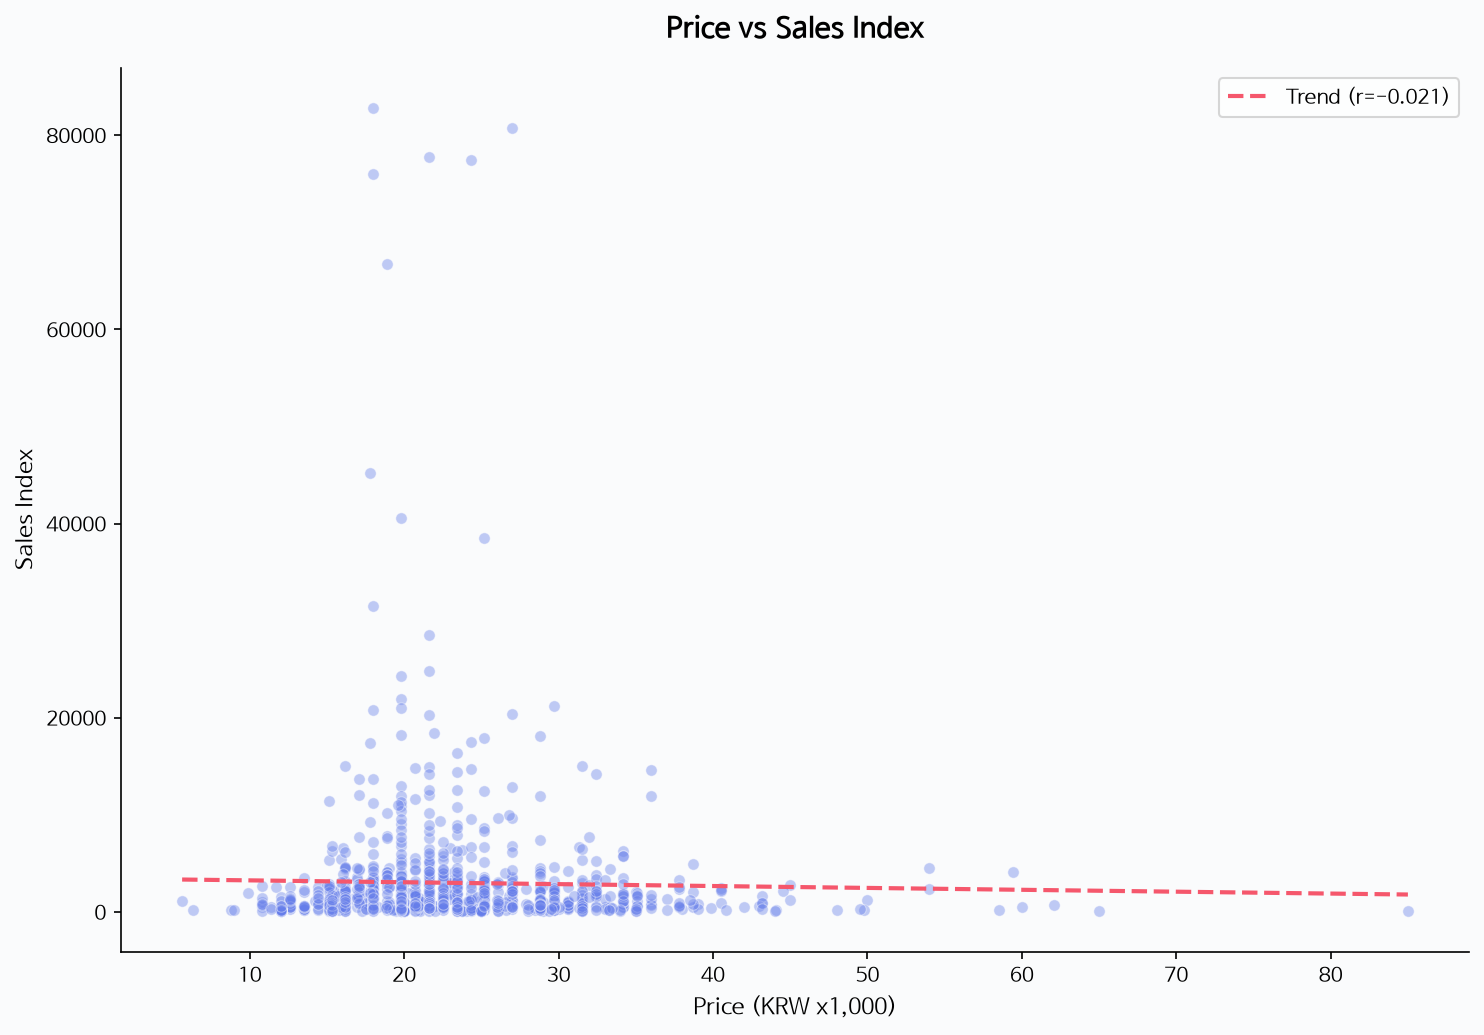 Price vs Sales Index
Trend (r=−0.021)
Sales Index
80000
60000
40000
20000
0
10 20 30 40 50 60 70 80
Price (KRW x1,000)